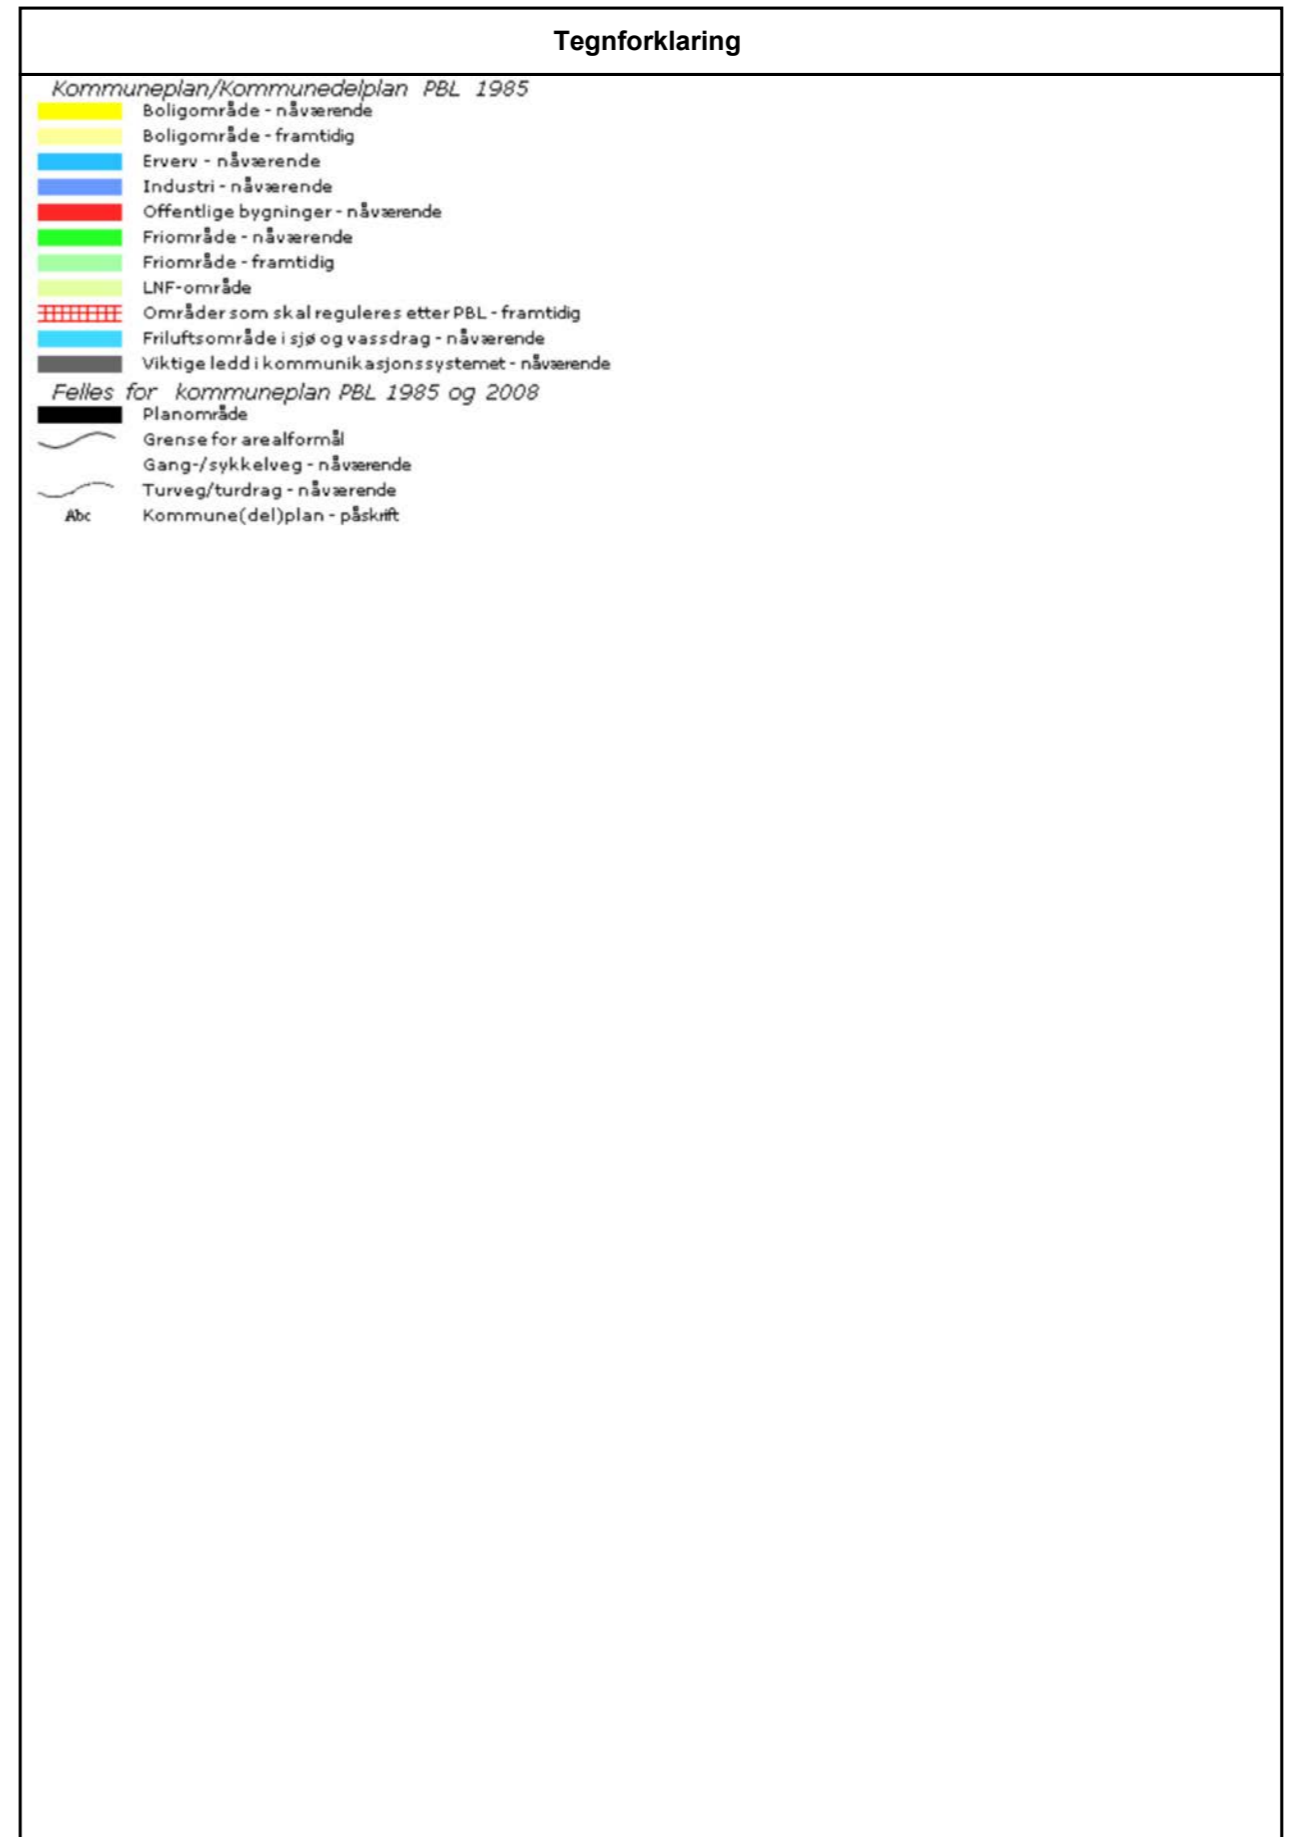 Tegnforklaring
Kommuneplan/Kommunedelplan PBL 1985
Boligområde - nåværende
Boligområde - framtidig
Erverv - nåværende
Industri - nåværende
Offentlige bygninger - nåværende
Friområde - nåværende
Friområde - framtidig
LNF-område
Områder som skal reguleres etter PBL - framtidig
Friluftsområde i sjø og vassdrag - nåværende
Viktige ledd i kommunikasjonssystemet - nåværende
Felles for kommuneplan PBL 1985 og 2008
Planområde
Grense for arealformål
Gang-/sykkelveg - nåværende
Turveg/turdrag - nåværende
Abc Kommune(del)plan - påskrift